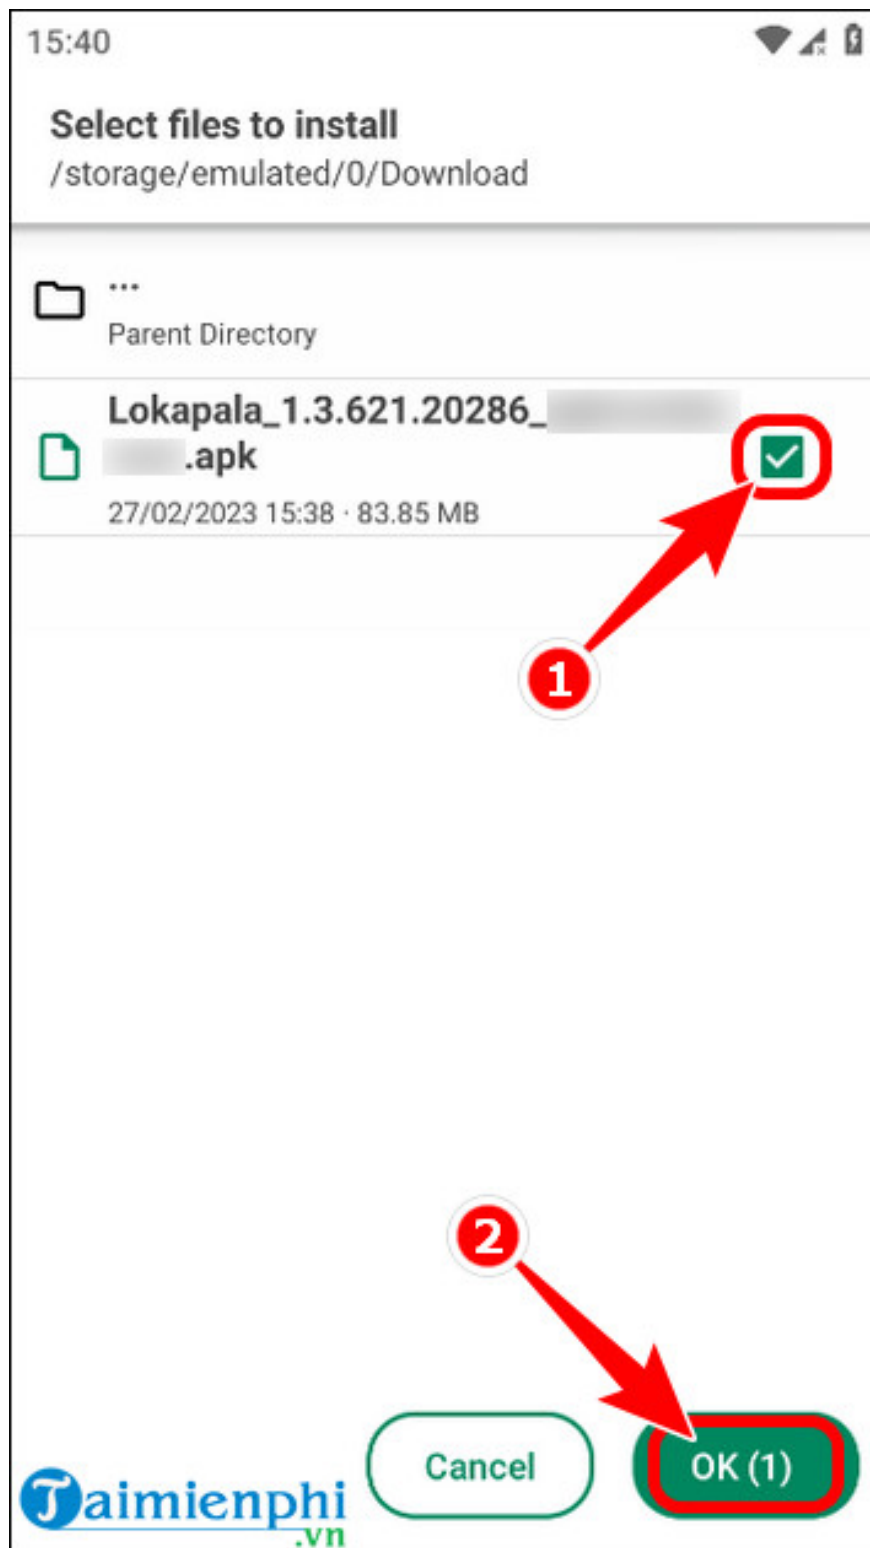 15:40
Select files to install
/storage/emulated/0/Download
...
Parent Directory
Lokapala_1.3.621.20286_
.apk
27/02/2023 15:38 · 83.85 MB
1
2
Cancel
OK (1)
Taimienphi
.vn